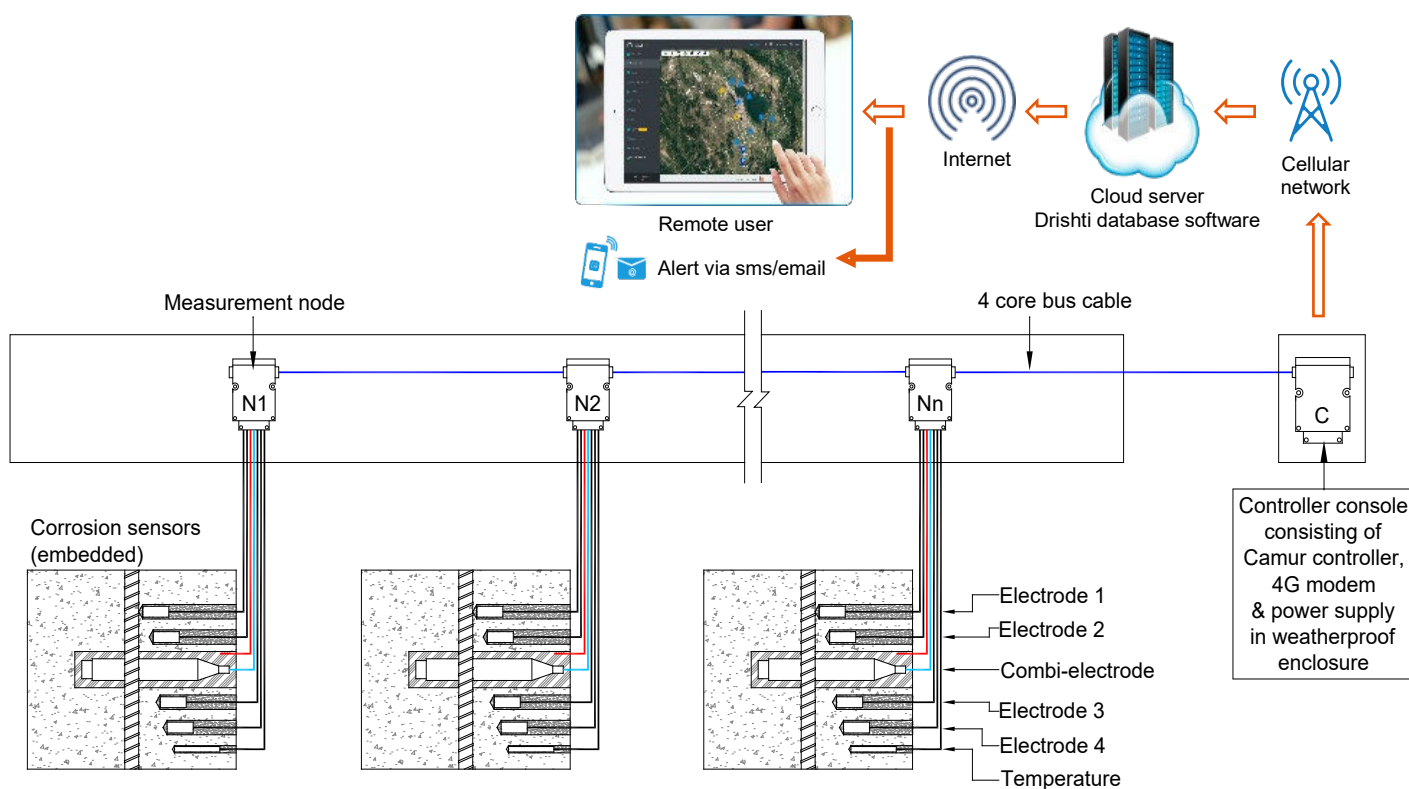 Internet
Cloud server
Drishti database software
Cellular
network
Remote user
Alert via sms/email
@
Measurement node
4 core bus cable
N1
N2
Nn
C
Controller console
consisting of
Camur controller,
4G modem
& power supply
in weatherproof
enclosure
Corrosion sensors
(embedded)
Electrode 1
Electrode 2
Combi-electrode
Electrode 3
Electrode 4
Temperature